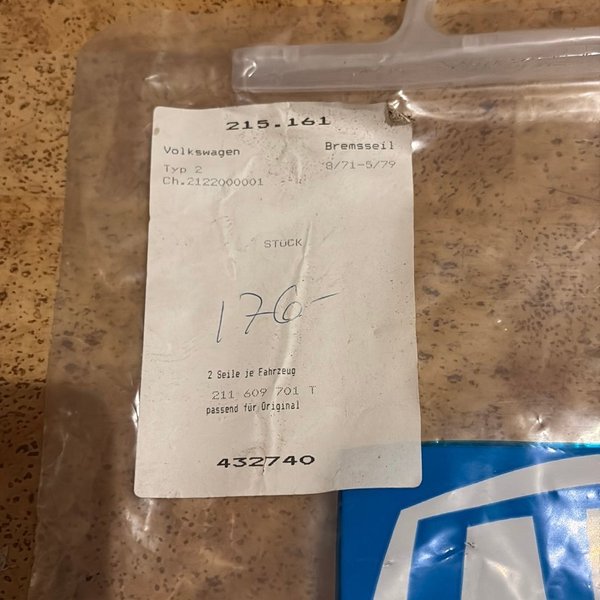 215.161
Volkswagen Bremsseil
Typ 2 8/71-5/79
Ch.2122000001
STÜCK
176-
2 Seile je Fahrzeug
211 609 701 T
passend für Original
432740